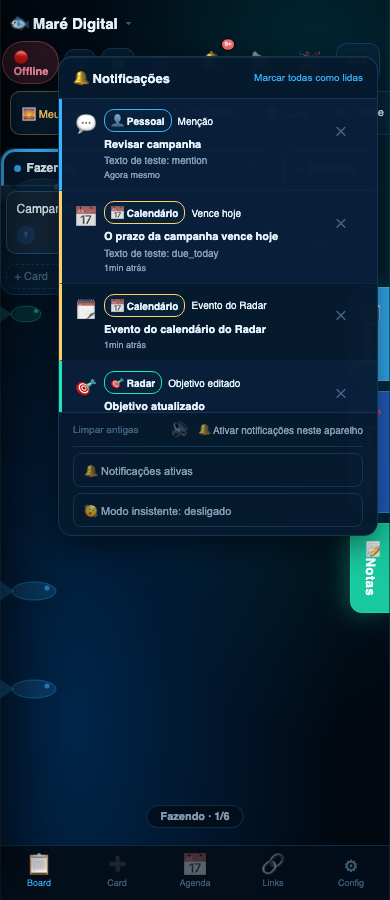 Maré Digital
Offline
9+
Meu
🔔 Notificações
Marcar todas como lidas
👤 Pessoal Menção
Revisar campanha
Texto de teste: mention
Agora mesmo
📅 Calendário Vence hoje
O prazo da campanha vence hoje
Texto de teste: due_today
1min atrás
📅 Calendário Evento do Radar
Evento do calendário do Radar
1min atrás
🎯 Radar Objetivo editado
Objetivo atualizado
Limpar antigas
🔔 Ativar notificações neste aparelho
🔔 Notificações ativas
Modo insistente: desligado
Fazen
Campan
?
+ Card
Notas
Fazendo · 1/6
Board
Card
Agenda
Links
Config